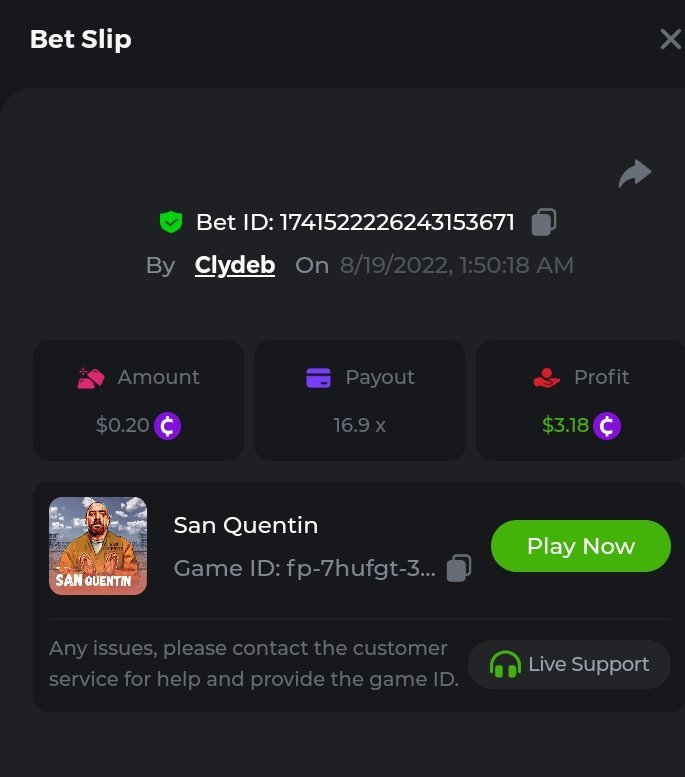 Bet Slip
Bet ID: 1741522226243153671
By Clydeb On 8/19/2022, 1:50:18 AM
Amount Payout Profit
$0.20 16.9 x $3.18
San Quentin
Game ID: fp-7hufgt-3...
Play Now
SAN QUENTIN
Any issues, please contact the customer
service for help and provide the game ID.
Live Support